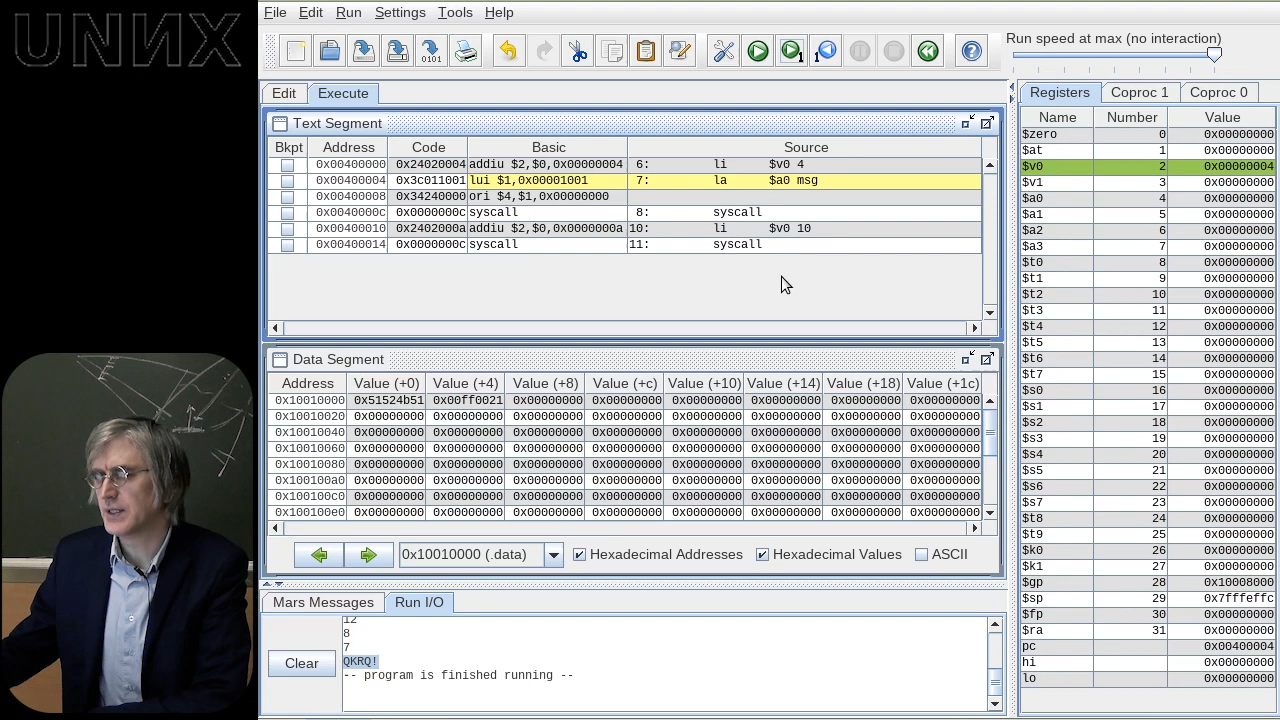 UNИX
File Edit Run Settings Tools Help
Run speed at max (no interaction)
Edit Execute
Text Segment
Bkpt Address Code Basic Source
0x00400000 0x24020004 addiu $2,$0,0x00000004 6: li $v0 4
0x00400004 0x3c011001 lui $1,0x00001001 7: la $a0 msg
0x00400008 0x34240000 ori $4,$1,0x00000000
0x0040000c 0x0000000c syscall 8: syscall
0x00400010 0x2402000a addiu $2,$0,0x0000000a 10: li $v0 10
0x00400014 0x0000000c syscall 11: syscall
Data Segment
Address Value (+0) Value (+4) Value (+8) Value (+c) Value (+10) Value (+14) Value (+18) Value (+1c)
0x10010000 0x51524b51 0x00ff0021 0x00000000 0x00000000 0x00000000 0x00000000 0x00000000 0x00000000
0x10010020 0x00000000 0x00000000 0x00000000 0x00000000 0x00000000 0x00000000 0x00000000 0x00000000
0x10010040 0x00000000 0x00000000 0x00000000 0x00000000 0x00000000 0x00000000 0x00000000 0x00000000
0x10010060 0x00000000 0x00000000 0x00000000 0x00000000 0x00000000 0x00000000 0x00000000 0x00000000
0x10010080 0x00000000 0x00000000 0x00000000 0x00000000 0x00000000 0x00000000 0x00000000 0x00000000
0x100100a0 0x00000000 0x00000000 0x00000000 0x00000000 0x00000000 0x00000000 0x00000000 0x00000000
0x100100c0 0x00000000 0x00000000 0x00000000 0x00000000 0x00000000 0x00000000 0x00000000 0x00000000
0x100100e0 0x00000000 0x00000000 0x00000000 0x00000000 0x00000000 0x00000000 0x00000000 0x00000000
0x10010000 (.data) Hexadecimal Addresses Hexadecimal Values ASCII
Mars Messages Run I/O
Clear
12
8
7
QKRQ!
-- program is finished running --
Registers Coproc 1 Coproc 0
Name Number Value
$zero 0 0x00000000
$at 1 0x00000000
$v0 2 0x00000004
$v1 3 0x00000000
$a0 4 0x00000000
$a1 5 0x00000000
$a2 6 0x00000000
$a3 7 0x00000000
$t0 8 0x00000000
$t1 9 0x00000000
$t2 10 0x00000000
$t3 11 0x00000000
$t4 12 0x00000000
$t5 13 0x00000000
$t6 14 0x00000000
$t7 15 0x00000000
$s0 16 0x00000000
$s1 17 0x00000000
$s2 18 0x00000000
$s3 19 0x00000000
$s4 20 0x00000000
$s5 21 0x00000000
$s6 22 0x00000000
$s7 23 0x00000000
$t8 24 0x00000000
$t9 25 0x00000000
$k0 26 0x00000000
$k1 27 0x00000000
$gp 28 0x10008000
$sp 29 0x7fffeffc
$fp 30 0x00000000
$ra 31 0x00000000
pc 0x00400004
hi 0x00000000
lo 0x00000000